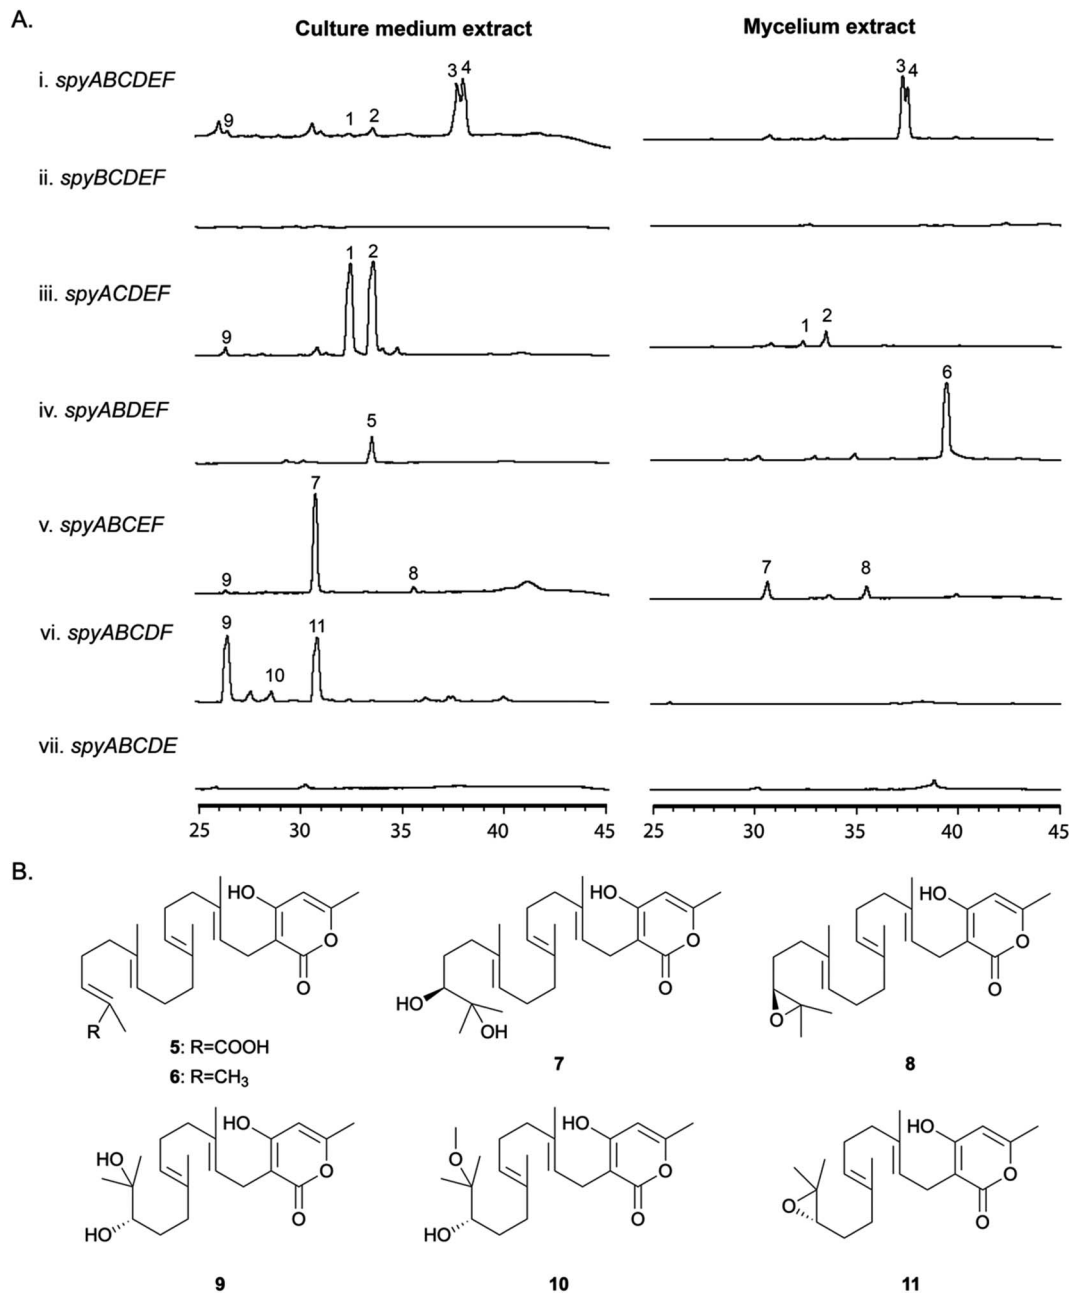 A.
Culture medium extract
Mycelium extract
i. spyABCDEF
9
1
2
3 4
3 4
ii. spyBCDEF
iii. spyACDEF
9
1
2
1
2
iv. spyABDEF
5
6
v. spyABCEF
9
7
8
7
8
vi. spyABCDF
9
10
11
vii. spyABCDE
25 30 35 40 45
25 30 35 40 45
B.
HO
O
O
R
5: R=COOH
6: R=CH3
HO
O
O
HO
OH
7
HO
O
O
O
8
HO
O
O
HO
HO
9
HO
O
O
O
HO
10
HO
O
O
O
11